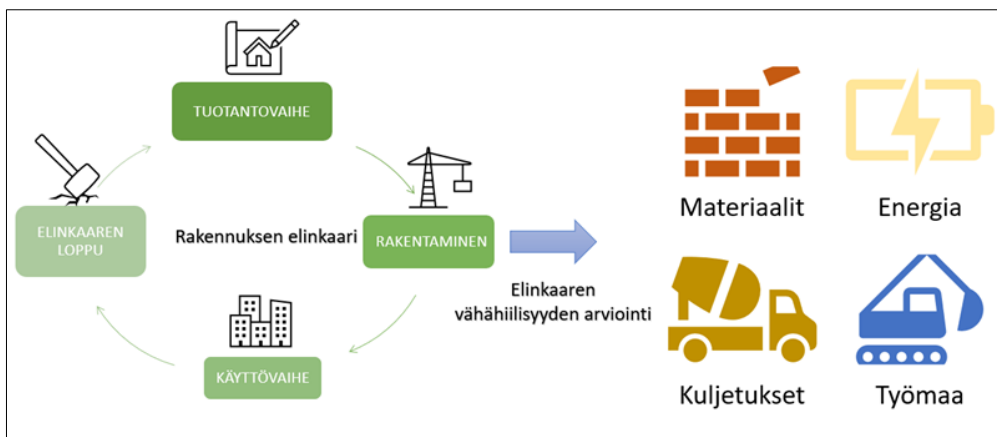 TUOTANTOVAIHE
ELINKAAREN
LOPPU
Rakennuksen elinkaari
RAKENTAMINEN
KÄYTTÖVAIHE
Elinkaaren
vähähiilisyyden arviointi
Materiaalit
Energia
Kuljetukset
Työmaa